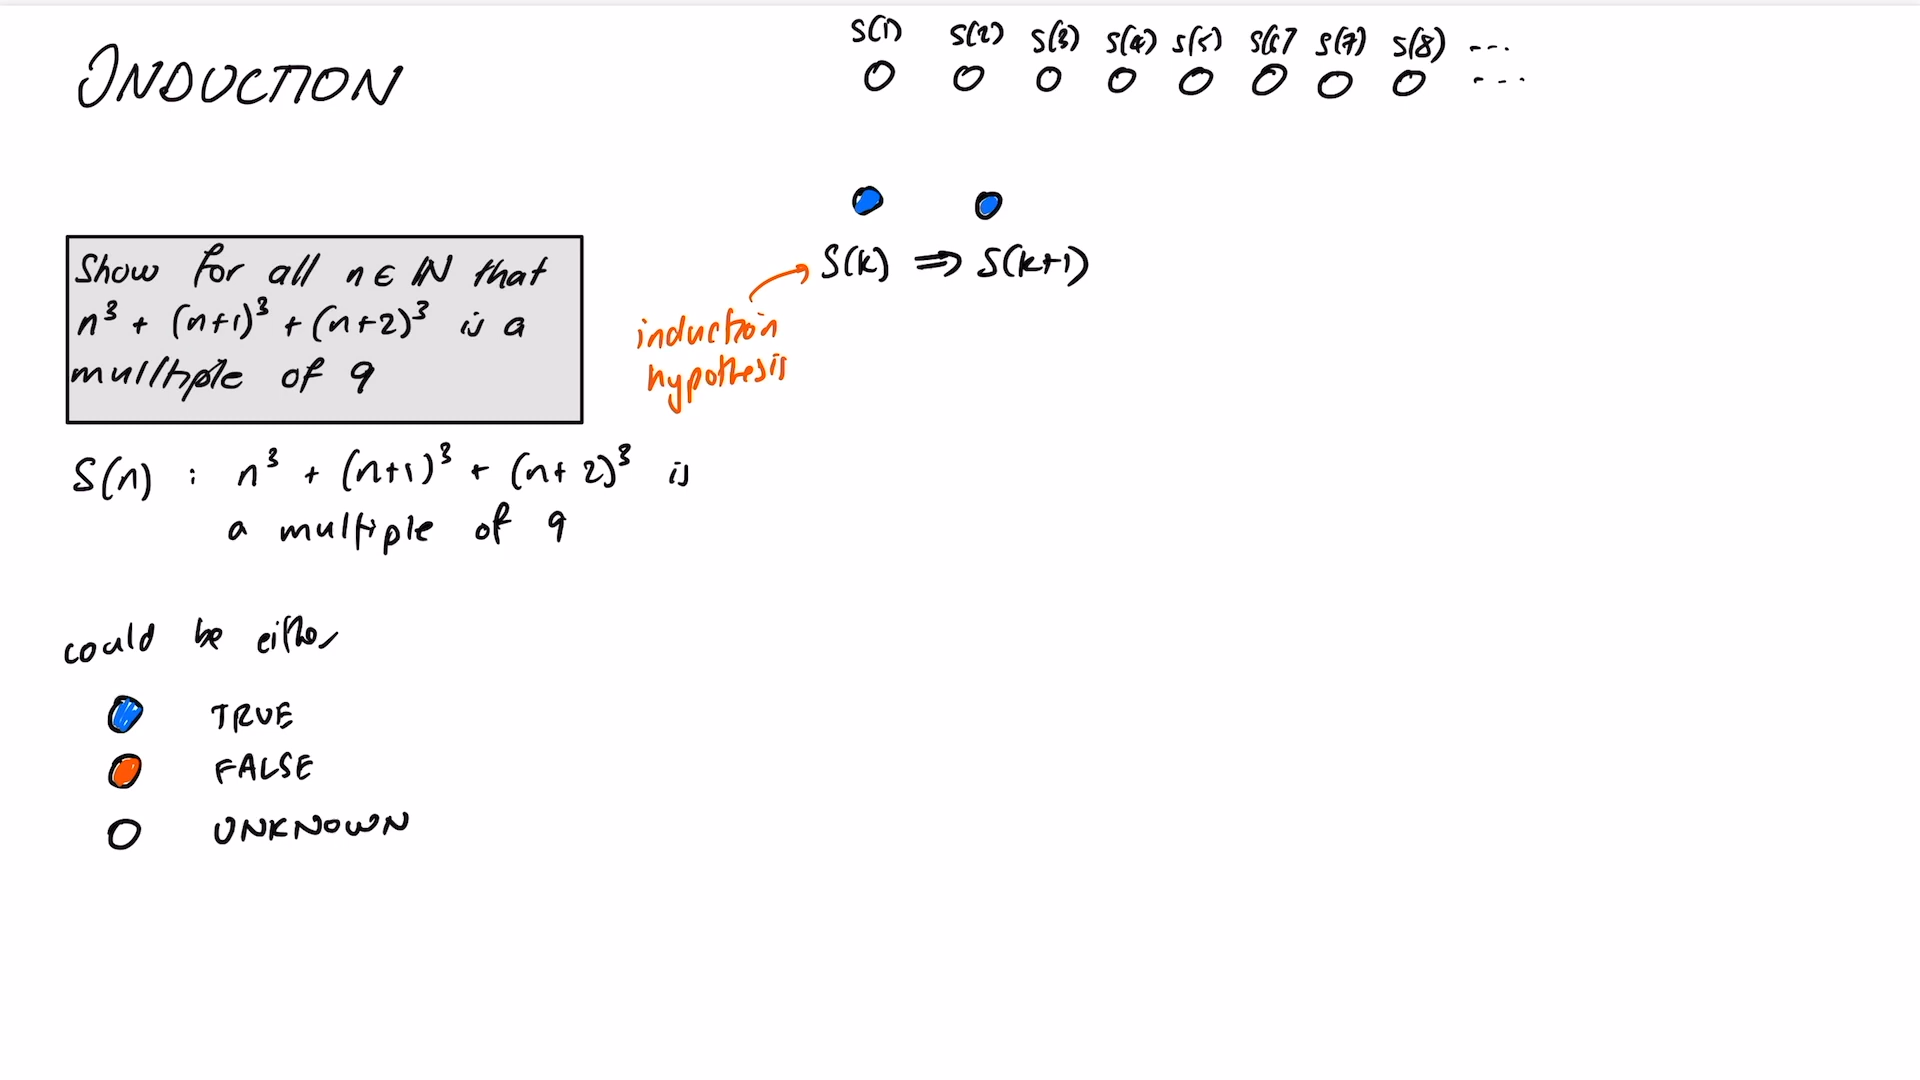 INDUCTION
S(1) S(2) S(3) S(4) S(5) S(6) S(7) S(8) ---
Show for all n ∈ ℕ that
n³ + (n+1)³ + (n+2)³ is a
multiple of 9
S(k) ⇒ S(k+1)
induction
hypothesis
S(n) : n³ + (n+1)³ + (n+2)³ is
a multiple of 9
could be either
TRUE
FALSE
UNKNOWN